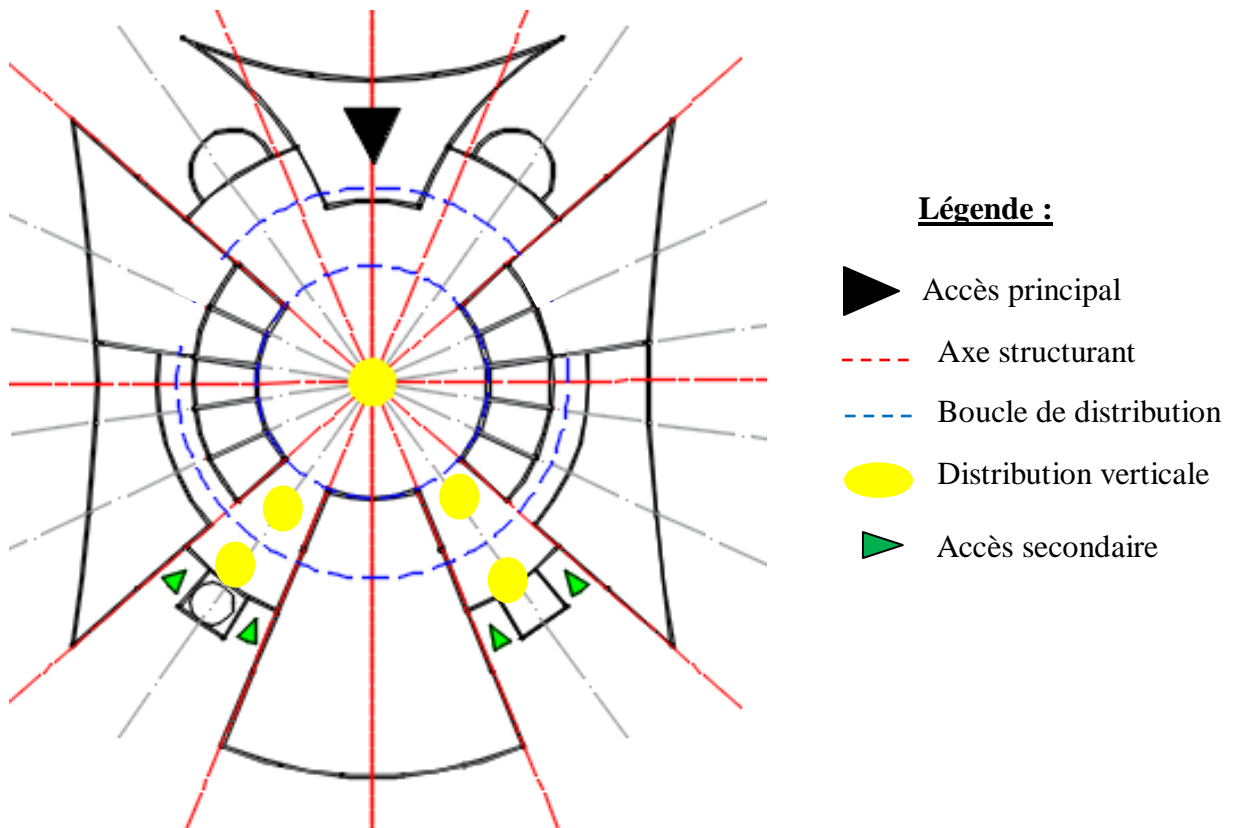 Légende :
Accès principal
Axe structurant
Boucle de distribution
Distribution verticale
Accès secondaire